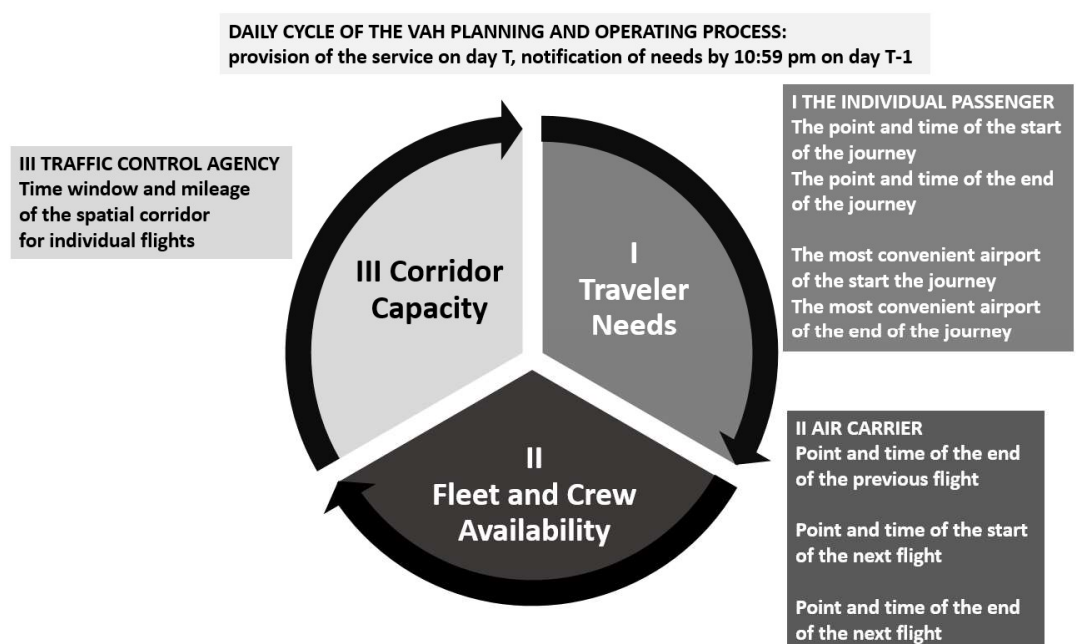 DAILY CYCLE OF THE VAH PLANNING AND OPERATING PROCESS:
provision of the service on day T, notification of needs by 10:59 pm on day T-1
I THE INDIVIDUAL PASSENGER
The point and time of the start
of the journey
The point and time of the end
of the journey
The most convenient airport
of the start the journey
The most convenient airport
of the end of the journey
III TRAFFIC CONTROL AGENCY
Time window and mileage
of the spatial corridor
for individual flights
III Corridor
Capacity
I
Traveler
Needs
II
Fleet and Crew
Availability
II AIR CARRIER
Point and time of the end
of the previous flight
Point and time of the start
of the next flight
Point and time of the end
of the next flight